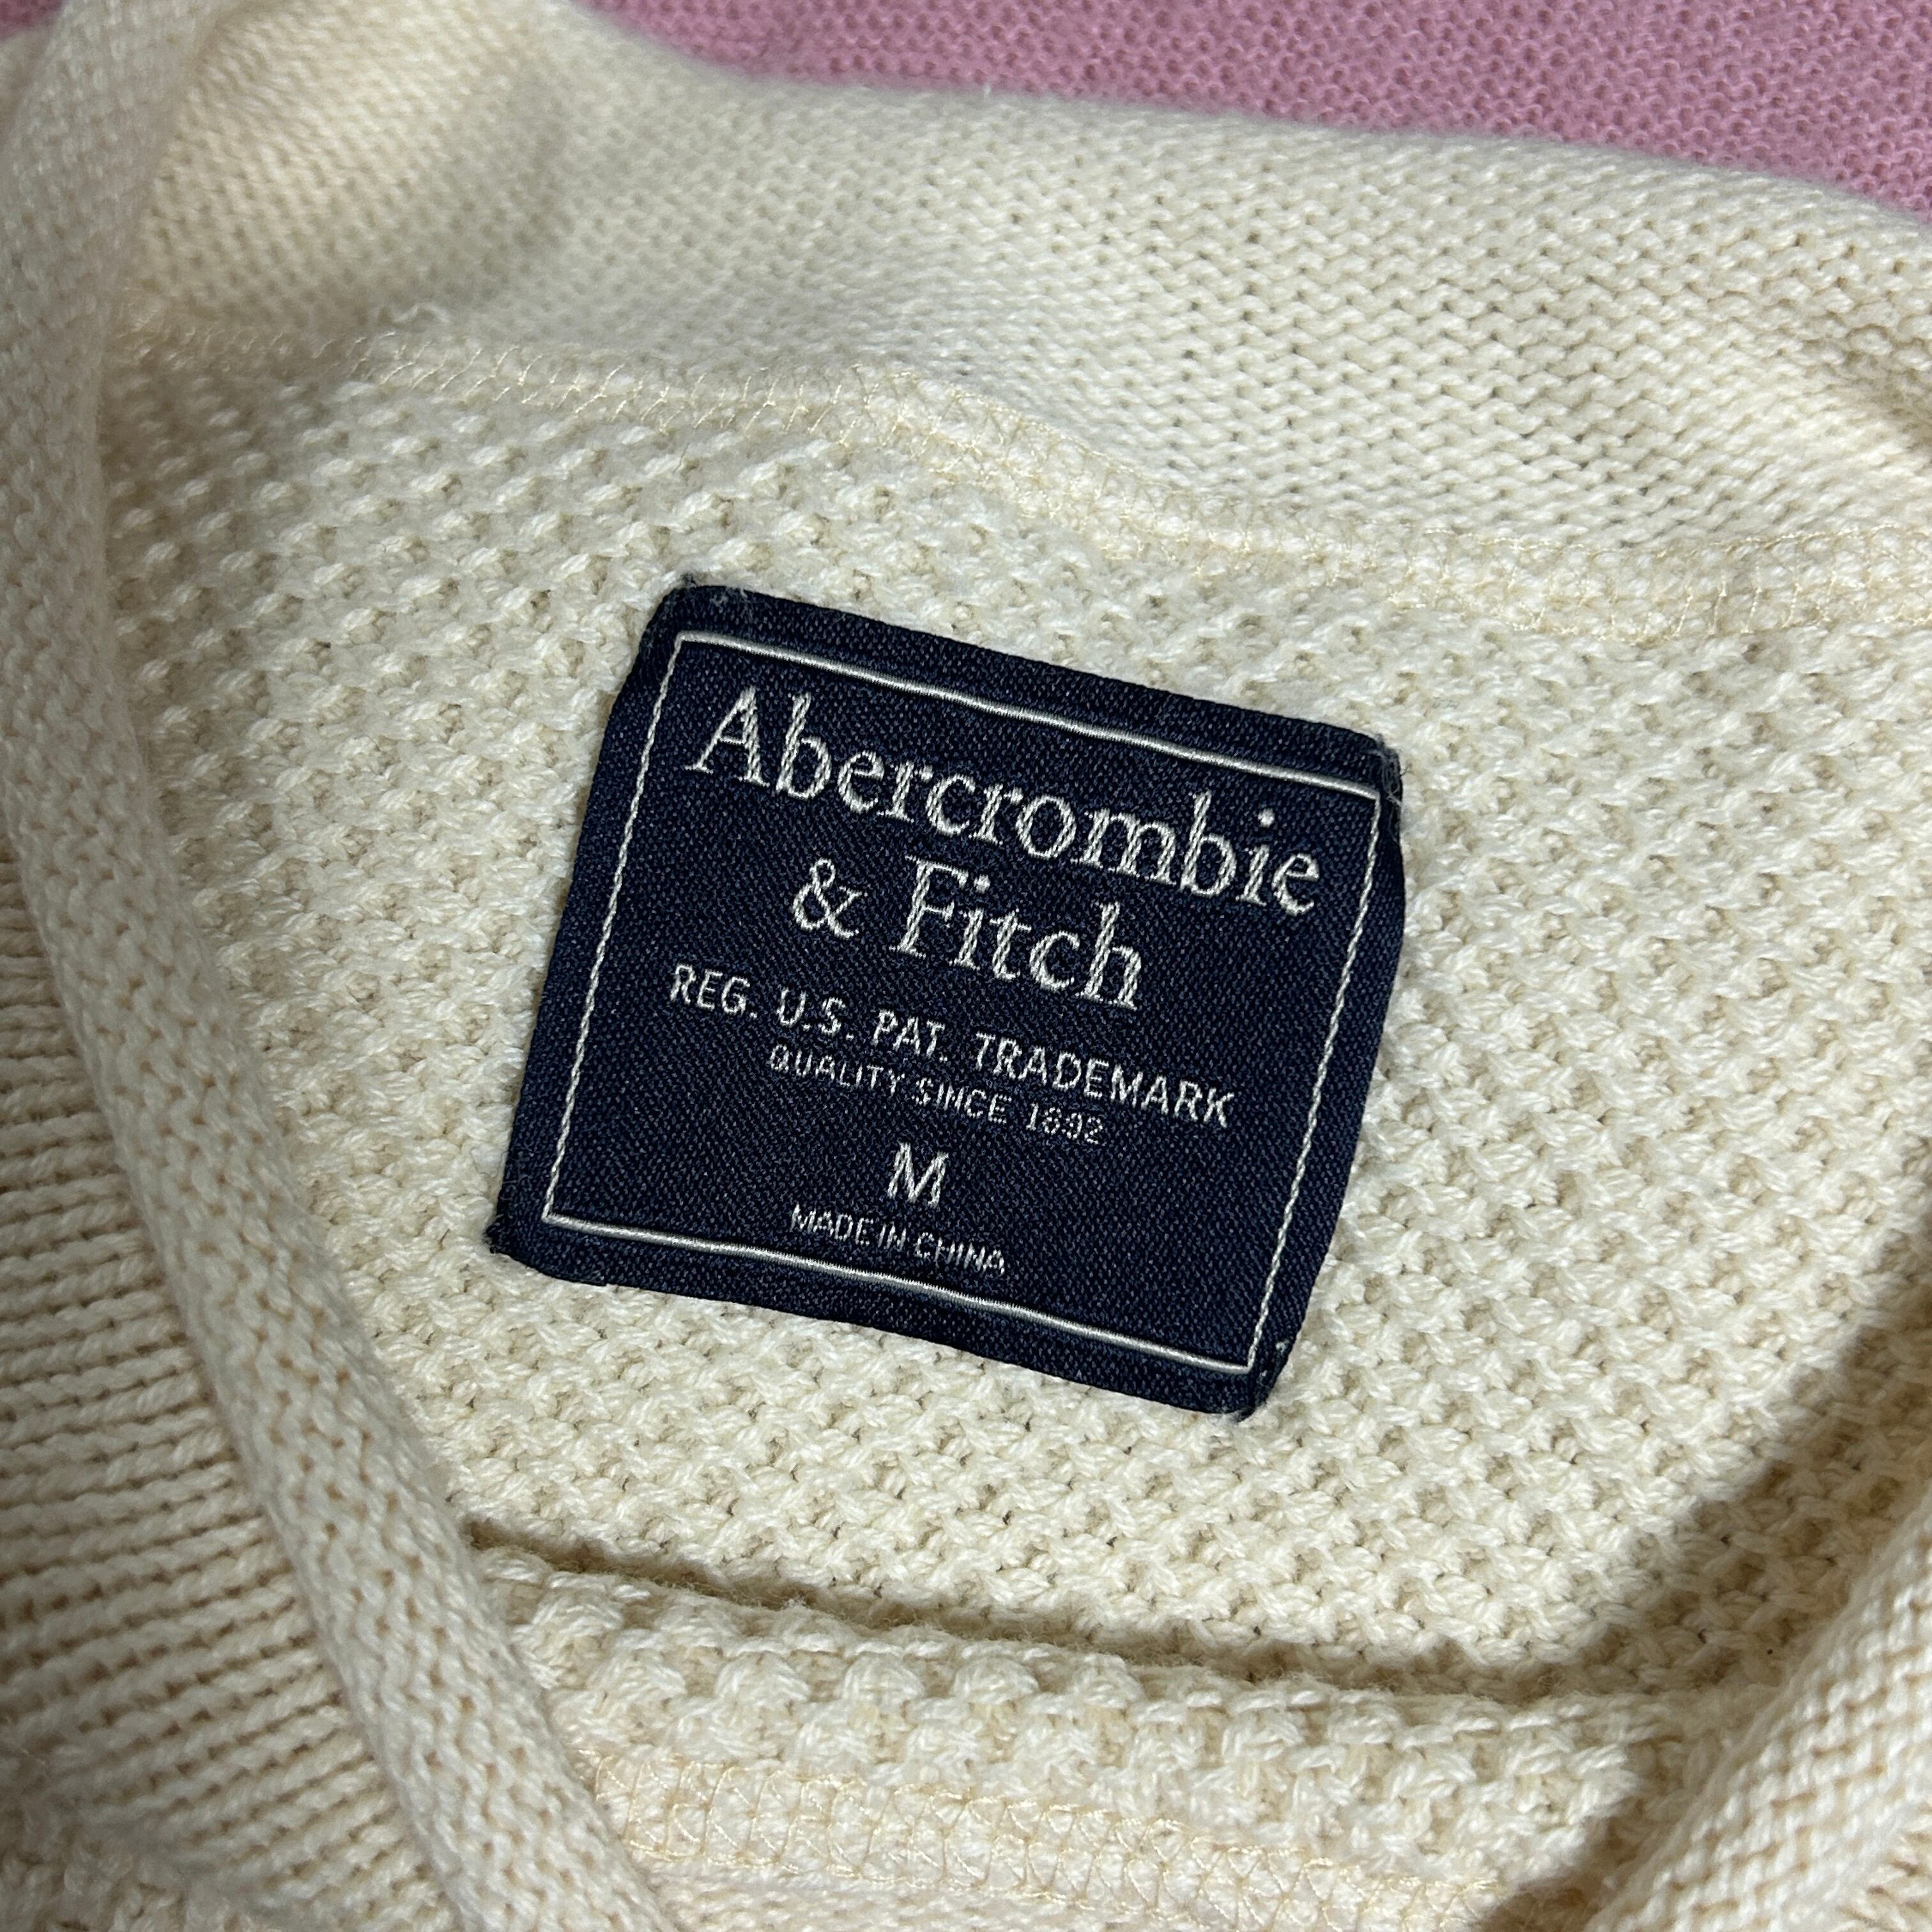 Abercrombie
& Fitch
REG. U.S. PAT. TRADEMARK
QUALITY SINCE 1892
M
MADE IN CHINA